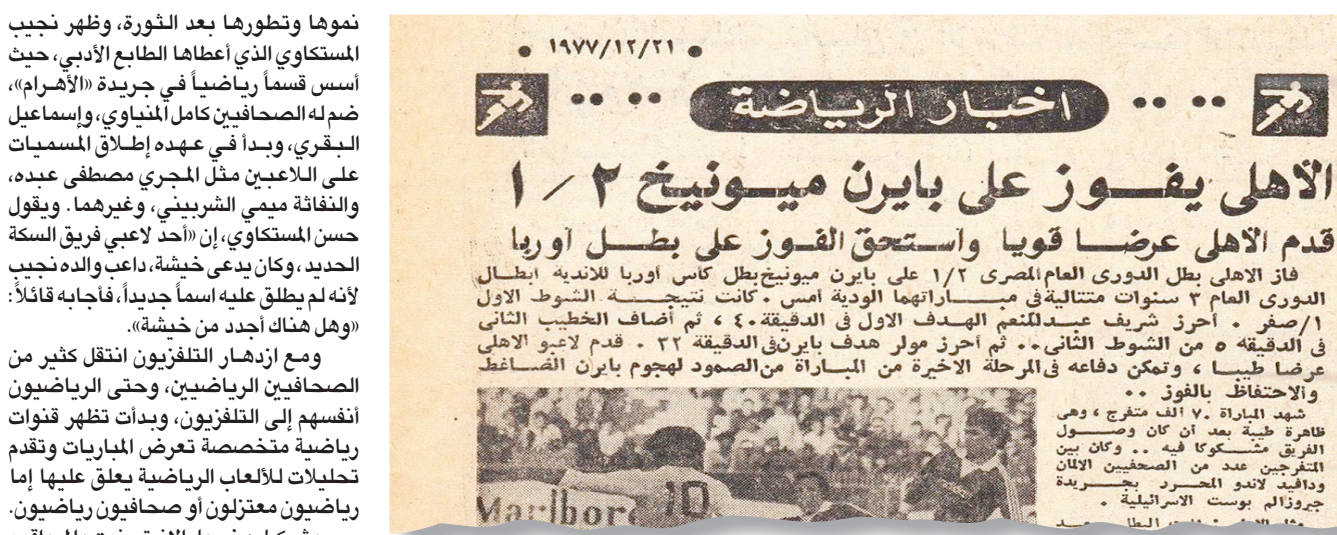 نموها وتطورها بعد الثورة، وظهر نجيب
المستكاوي الذي أعطاها الطابع الأدبي، حيث
أسس قسماً رياضياً في جريدة «الأهرام»،
ضم له الصحافيين كامل المنياوي، وإسماعيل
البقري، وبدأ في عهده إطلاق المسميات
على اللاعبين مثل المجري مصطفى عبده،
والنفاثة ميمي الشربيني، وغيرهما. ويقول
حسن المستكاوي، إن «أحد لاعبي فريق السكة
الحديد، وكان يدعى خيشة، داعب والده نجيب
لأنه لم يطلق عليه اسماً جديداً، فأجابه قائلاً:
«وهل هناك أجدد من خيشة».
ومع ازدهار التلفزيون انتقل كثير من
الصحافيين الرياضيين، وحتى الرياضيون
أنفسهم إلى التلفزيون، وبدأت تظهر قنوات
رياضية متخصصة تعرض المباريات وتقدم
تحليلات للألعاب الرياضية يعلق عليها إما
رياضيون معتزلون أو صحافيون رياضيون.
● ١٩٧٧/١٢/٢١ ●
اخبار الرياضة
الأهلى يفوز على بايرن ميونيخ ٢ / ١
قدم الأهلى عرضا قويا واستحق الفوز على بطل أوربا
فاز الاهلى بطل الدورى العام المصرى ١/٢ على بايرن ميونيخ بطل كاس أوربا للاندية ابطال
الدورى العام ٣ سنوات متتالية فى مباراتهما الودية أمس . كانت نتيجة الشوط الاول
١/صفر . أحرز شريف عبدالمنعم الهدف الاول فى الدقيقة ٤٠ ، ثم أضاف الخطيب الثانى
فى الدقيقه ٥ من الشوط الثانى .. ثم أحرز مولر هدف بايرن فى الدقيقة ٣٢ . قدم لاعبو الاهلى
عرضا طيبا ، وتمكن دفاعه فى المرحلة الاخيرة من المباراة من الصمود لهجوم بايرن الضاغط
والاحتفاظ بالفوز ..
شهد المباراة ٧٠ ألف متفرج ، وهى
ظاهرة طيبة بعد أن كان وصول
الفريق مشكوكا فيه .. وكان بين
المتفرجين عدد من الصحفيين الالمان
ودافيد لاندو المحرر بجريدة
جيروزالم بوست الاسرائيلية .
Marlboro
10